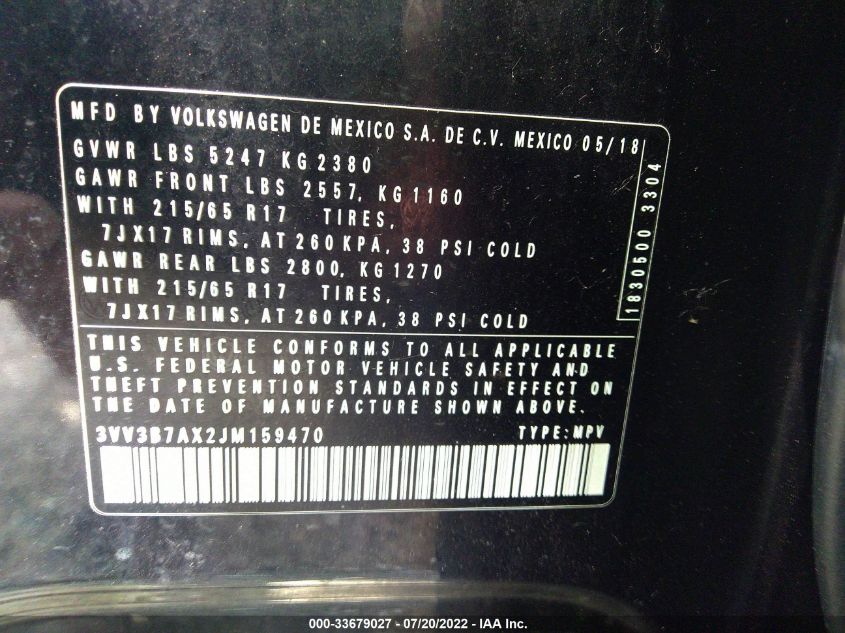 MFD BY VOLKSWAGEN DE MEXICO S.A. DE C.V. MEXICO 05/18
GVWR LBS 5247 KG 2380
GAWR FRONT LBS 2557, KG 1160
WITH 215/65 R17 TIRES,
7JX17 RIMS, AT 260 KPA, 38 PSI COLD
GAWR REAR LBS 2800, KG 1270
WITH 215/65 R17 TIRES,
7JX17 RIMS, AT 260 KPA, 38 PSI COLD
1830500 3304
THIS VEHICLE CONFORMS TO ALL APPLICABLE
U.S. FEDERAL MOTOR VEHICLE SAFETY AND
THEFT PREVENTION STANDARDS IN EFFECT ON
THE DATE OF MANUFACTURE SHOWN ABOVE.
3VV3B7AX2JM159470 TYPE:MPV
000-33679027 - 07/20/2022 - IAA Inc.